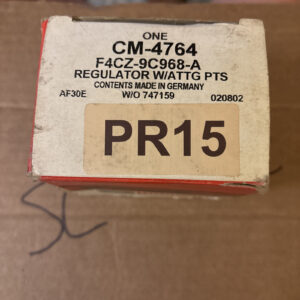 ONE
CM-4764
F4CZ-9C968-A
REGULATOR W/ATTG PTS
CONTENTS MADE IN GERMANY
AF30E W/O 747159 020802
PR15